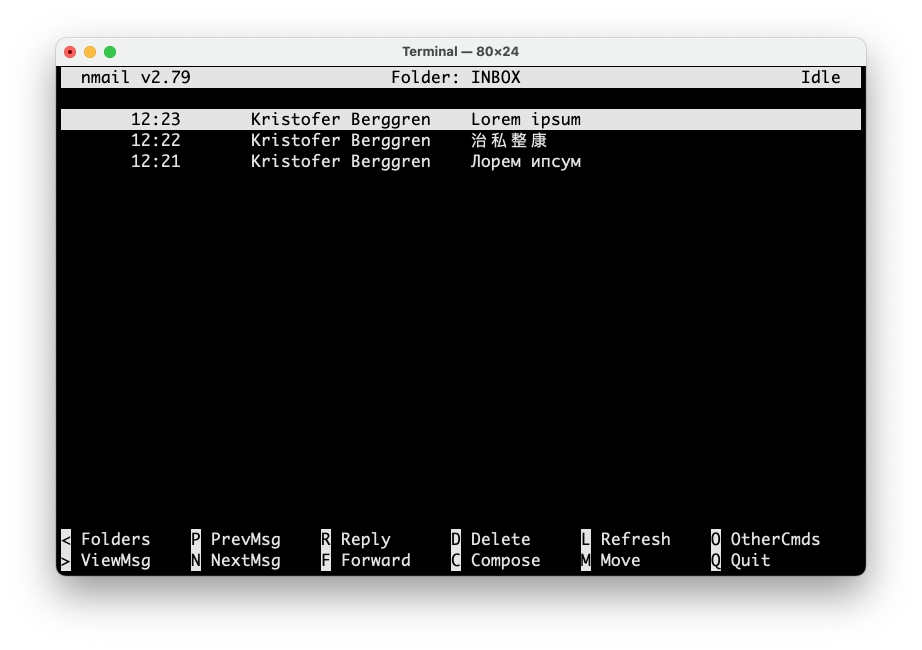 Terminal — 80×24
nmail v2.79 Folder: INBOX Idle
12:23 Kristofer Berggren Lorem ipsum
12:22 Kristofer Berggren 治私整康
12:21 Kristofer Berggren Лорем ипсум
< Folders P PrevMsg R Reply D Delete L Refresh O OtherCmds
> ViewMsg N NextMsg F Forward C Compose M Move Q Quit